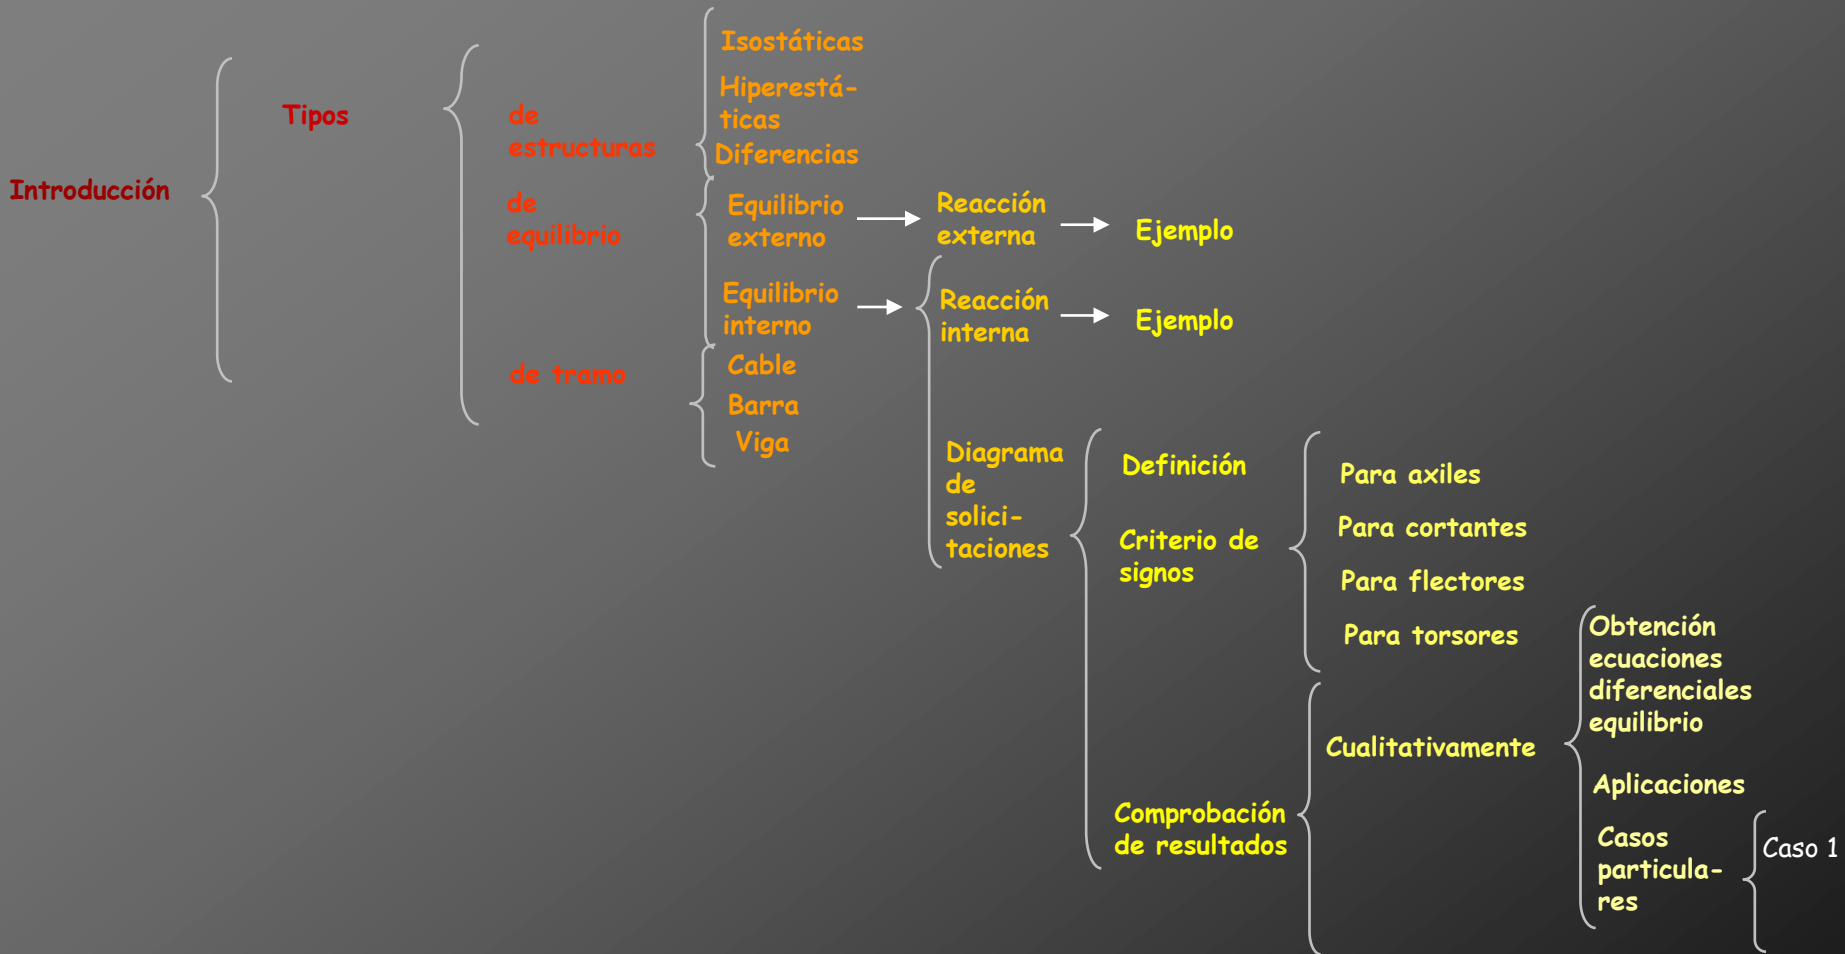 Introducción
Tipos
de
estructuras
Isostáticas
Hiperestá-
ticas
Diferencias
de
equilibrio
Equilibrio
externo
Reacción
externa
Ejemplo
Equilibrio
interno
Reacción
interna
Ejemplo
Diagrama
de
solici-
taciones
Definición
Criterio de
signos
Para axiles
Para cortantes
Para flectores
Para torsores
Comprobación
de resultados
Cualitativamente
Obtención
ecuaciones
diferenciales
equilibrio
Aplicaciones
Casos
particula-
res
Caso 1
de tramo
Cable
Barra
Viga